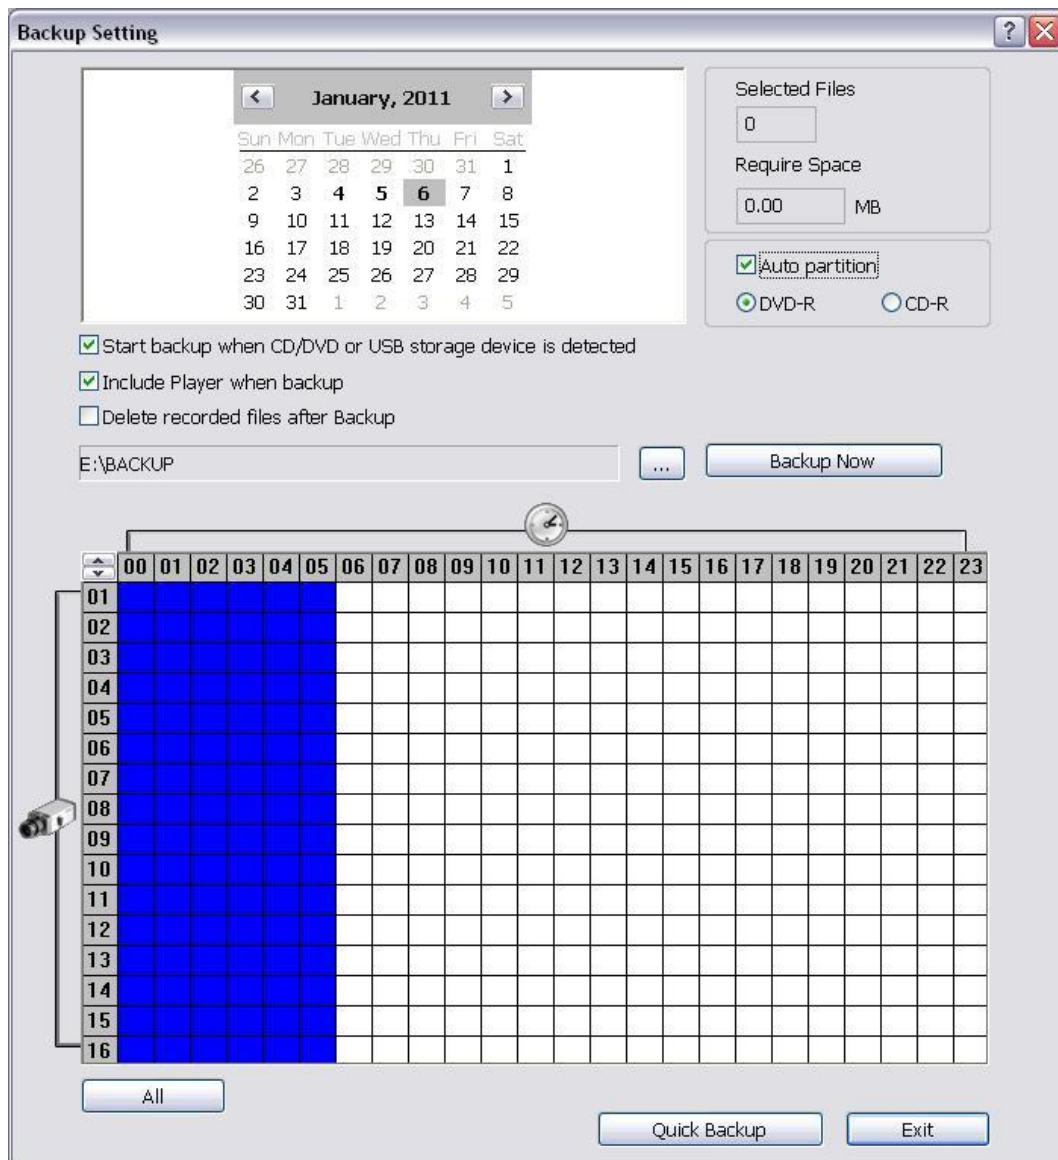 Backup Setting
January, 2011
Sun Mon Tue Wed Thu Fri Sat
26 27 28 29 30 31 1
2 3 4 5 6 7 8
9 10 11 12 13 14 15
16 17 18 19 20 21 22
23 24 25 26 27 28 29
30 31 1 2 3 4 5
Selected Files
0
Require Space
0.00 MB
Auto partition
DVD-R CD-R
Start backup when CD/DVD or USB storage device is detected
Include Player when backup
Delete recorded files after Backup
E:\BACKUP ... Backup Now
00 01 02 03 04 05 06 07 08 09 10 11 12 13 14 15 16 17 18 19 20 21 22 23
01
02
03
04
05
06
07
08
09
10
11
12
13
14
15
16
All
Quick Backup Exit